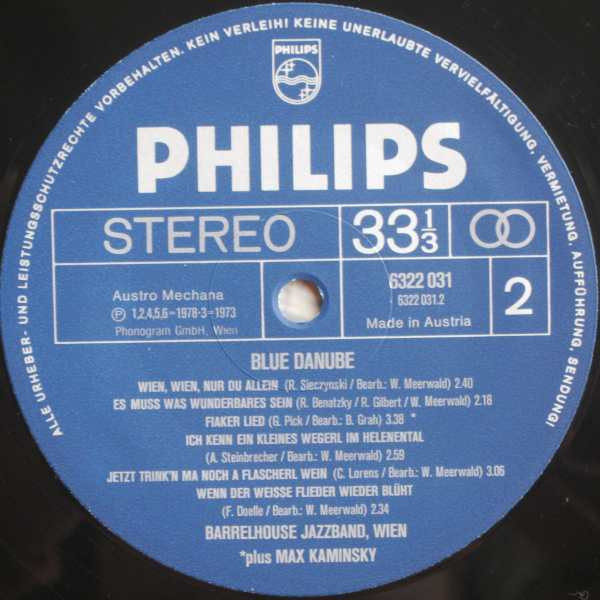 ALLE URHEBER- UND LEISTUNGSSCHUTZRECHTE VORBEHALTEN. KEIN VERLEIH! KEINE UNERLAUBTE VERVIELFÄLTIGUNG, VERMIETUNG, AUFFÜHRUNG, SENDUNG!
PHILIPS
PHILIPS
STEREO
33 1/3
6322 031
6322 031.2
Made in Austria
2
Austro Mechana
Ⓟ 1,2,4,5,6=1978·3=1973
Phonogram GmbH, Wien
BLUE DANUBE
WIEN, WIEN, NUR DU ALLEIN (R. Sieczynski / Bearb: W. Meerwald) 2.40
ES MUSS WAS WUNDERBARES SEIN (R. Benatzky / R. Gilbert / Bearb.: W. Meerwald) 2.18
FIAKER LIED (G. Pick / Bearb.: B. Grah) 3.38 *
ICH KENN EIN KLEINES WEGERL IM HELENENTAL
(A. Steinbrecher / Bearb.: W. Meerwald) 2.59
JETZT TRINK'N MA NOCH A FLASCHERL WEIN (C. Lorens / Bearb.: W. Meerwald) 3.06
WENN DER WEISSE FLIEDER WIEDER BLÜHT
(F. Doelle / Bearb.: W. Meerwald) 2.34
BARRELHOUSE JAZZBAND, WIEN
*plus MAX KAMINSKY